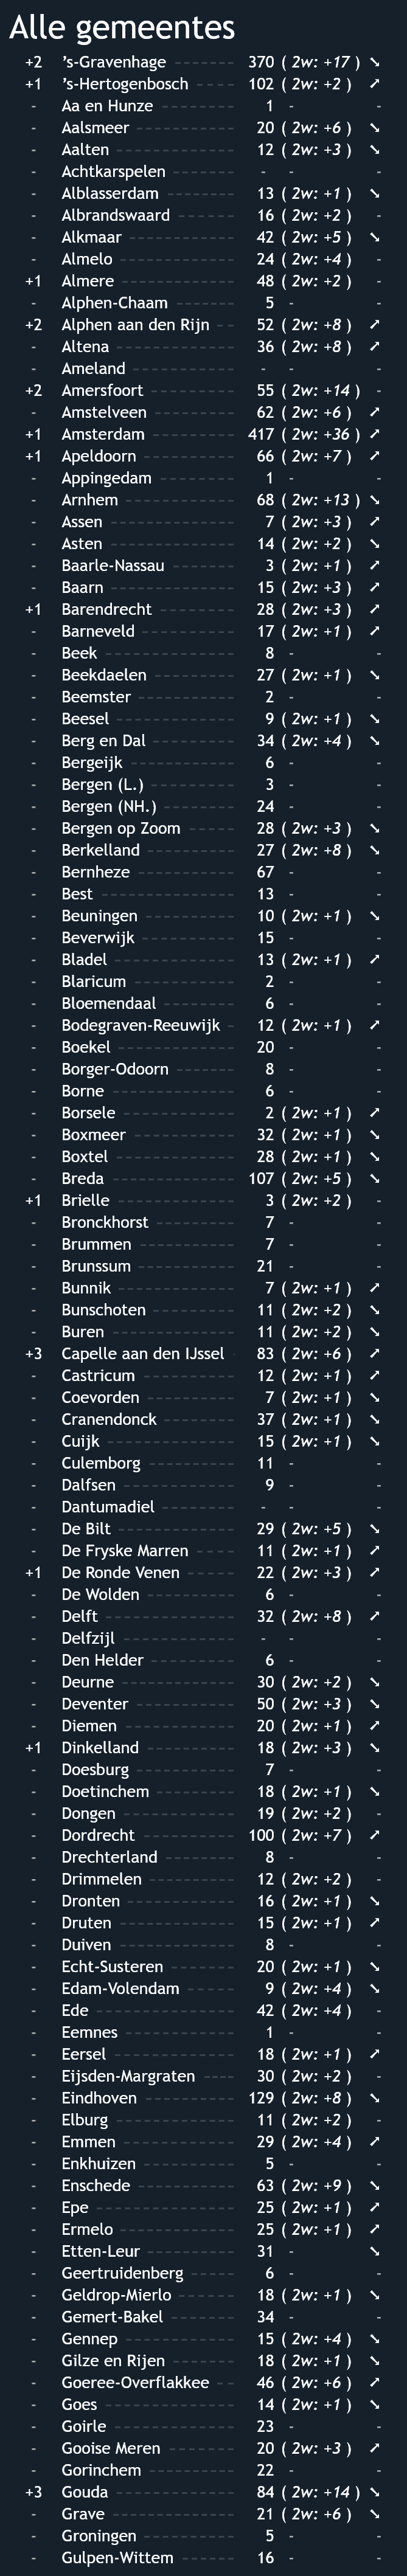 Alle gemeentes
+2 ’s-Gravenhage 370 ( 2w: +17 ) ↘
+1 ’s-Hertogenbosch 102 ( 2w: +2 ) ↗
- Aa en Hunze 1 - -
- Aalsmeer 20 ( 2w: +6 ) ↘
- Aalten 12 ( 2w: +3 ) ↘
- Achtkarspelen - - -
- Alblasserdam 13 ( 2w: +1 ) ↘
- Albrandswaard 16 ( 2w: +2 ) -
- Alkmaar 42 ( 2w: +5 ) ↘
- Almelo 24 ( 2w: +4 ) -
+1 Almere 48 ( 2w: +2 ) -
- Alphen-Chaam 5 - -
+2 Alphen aan den Rijn 52 ( 2w: +8 ) ↗
- Altena 36 ( 2w: +8 ) ↗
- Ameland - - -
+2 Amersfoort 55 ( 2w: +14 ) -
- Amstelveen 62 ( 2w: +6 ) ↗
+1 Amsterdam 417 ( 2w: +36 ) ↗
+1 Apeldoorn 66 ( 2w: +7 ) ↗
- Appingedam 1 - -
- Arnhem 68 ( 2w: +13 ) ↘
- Assen 7 ( 2w: +3 ) ↗
- Asten 14 ( 2w: +2 ) ↘
- Baarle-Nassau 3 ( 2w: +1 ) ↗
- Baarn 15 ( 2w: +3 ) ↗
+1 Barendrecht 28 ( 2w: +3 ) ↗
- Barneveld 17 ( 2w: +1 ) ↗
- Beek 8 - -
- Beekdaelen 27 ( 2w: +1 ) ↘
- Beemster 2 - -
- Beesel 9 ( 2w: +1 ) ↘
- Berg en Dal 34 ( 2w: +4 ) ↘
- Bergeijk 6 - -
- Bergen (L.) 3 - -
- Bergen (NH.) 24 - -
- Bergen op Zoom 28 ( 2w: +3 ) ↘
- Berkelland 27 ( 2w: +8 ) ↘
- Bernheze 67 - -
- Best 13 - -
- Beuningen 10 ( 2w: +1 ) ↘
- Beverwijk 15 - -
- Bladel 13 ( 2w: +1 ) ↗
- Blaricum 2 - -
- Bloemendaal 6 - -
- Bodegraven-Reeuwijk 12 ( 2w: +1 ) ↗
- Boekel 20 - -
- Borger-Odoorn 8 - -
- Borne 6 - -
- Borsele 2 ( 2w: +1 ) ↗
- Boxmeer 32 ( 2w: +1 ) ↘
- Boxtel 28 ( 2w: +1 ) ↘
- Breda 107 ( 2w: +5 ) ↘
+1 Brielle 3 ( 2w: +2 ) -
- Bronckhorst 7 - -
- Brummen 7 - -
- Brunssum 21 - -
- Bunnik 7 ( 2w: +1 ) ↗
- Bunschoten 11 ( 2w: +2 ) ↘
- Buren 11 ( 2w: +2 ) ↘
+3 Capelle aan den IJssel 83 ( 2w: +6 ) ↗
- Castricum 12 ( 2w: +1 ) ↗
- Coevorden 7 ( 2w: +1 ) ↘
- Cranendonck 37 ( 2w: +1 ) ↘
- Cuijk 15 ( 2w: +1 ) ↘
- Culemborg 11 - -
- Dalfsen 9 - -
- Dantumadiel - - -
- De Bilt 29 ( 2w: +5 ) ↘
- De Fryske Marren 11 ( 2w: +1 ) ↗
+1 De Ronde Venen 22 ( 2w: +3 ) ↗
- De Wolden 6 - -
- Delft 32 ( 2w: +8 ) ↗
- Delfzijl - - -
- Den Helder 6 - -
- Deurne 30 ( 2w: +2 ) ↘
- Deventer 50 ( 2w: +3 ) ↘
- Diemen 20 ( 2w: +1 ) ↗
+1 Dinkelland 18 ( 2w: +3 ) ↘
- Doesburg 7 - -
- Doetinchem 18 ( 2w: +1 ) ↘
- Dongen 19 ( 2w: +2 ) -
- Dordrecht 100 ( 2w: +7 ) ↗
- Drechterland 8 - -
- Drimmelen 12 ( 2w: +2 ) -
- Dronten 16 ( 2w: +1 ) ↘
- Druten 15 ( 2w: +1 ) ↗
- Duiven 8 - -
- Echt-Susteren 20 ( 2w: +1 ) ↘
- Edam-Volendam 9 ( 2w: +4 ) ↘
- Ede 42 ( 2w: +4 ) -
- Eemnes 1 - -
- Eersel 18 ( 2w: +1 ) ↗
- Eijsden-Margraten 30 ( 2w: +2 ) -
- Eindhoven 129 ( 2w: +8 ) ↘
- Elburg 11 ( 2w: +2 ) -
- Emmen 29 ( 2w: +4 ) ↗
- Enkhuizen 5 - -
- Enschede 63 ( 2w: +9 ) ↘
- Epe 25 ( 2w: +1 ) ↗
- Ermelo 25 ( 2w: +1 ) ↗
- Etten-Leur 31 - ↘
- Geertruidenberg 6 - -
- Geldrop-Mierlo 18 ( 2w: +1 ) ↘
- Gemert-Bakel 34 - -
- Gennep 15 ( 2w: +4 ) ↘
- Gilze en Rijen 18 ( 2w: +1 ) ↘
- Goeree-Overflakkee 46 ( 2w: +6 ) ↗
- Goes 14 ( 2w: +1 ) ↘
- Goirle 23 - -
- Gooise Meren 20 ( 2w: +3 ) ↗
- Gorinchem 22 - -
+3 Gouda 84 ( 2w: +14 ) ↘
- Grave 21 ( 2w: +6 ) ↘
- Groningen 5 - -
- Gulpen-Wittem 16 - -